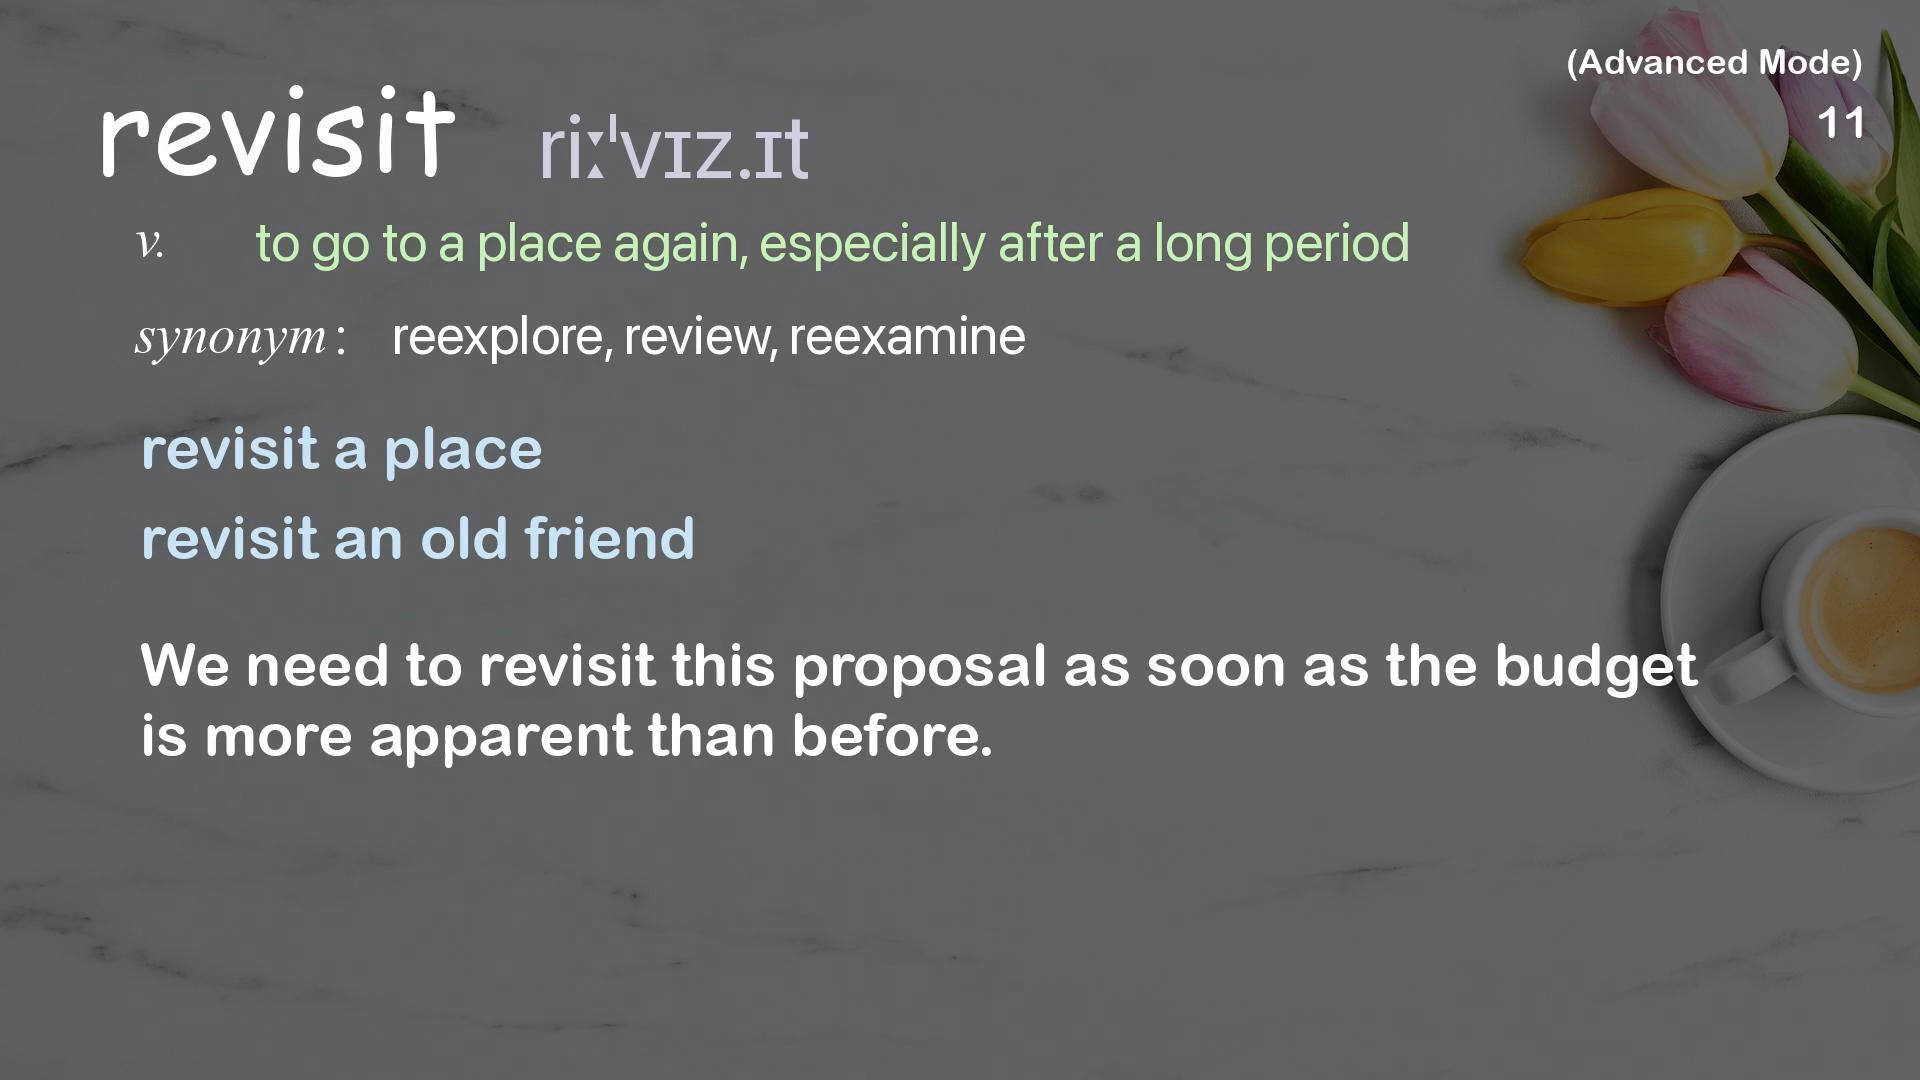 (Advanced Mode)
11
revisit riːˈvɪz.ɪt
v. to go to a place again, especially after a long period
synonym : reexplore, review, reexamine
revisit a place
revisit an old friend
We need to revisit this proposal as soon as the budget
is more apparent than before.